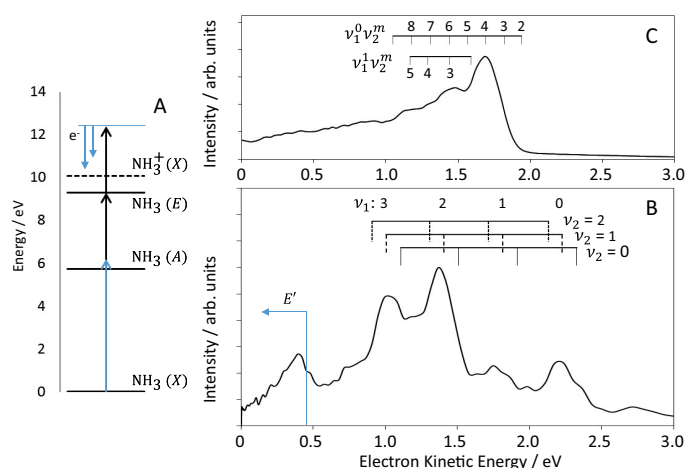 A
14
12
10
8
6
4
2
0
Energy / eV
e-
NH₃⁺ (X)
NH₃ (E)
NH₃ (A)
NH₃ (X)
C
ν₁⁰ν₂ᵐ
8 7 6 5 4 3 2
ν₁¹ν₂ᵐ
5 4 3
Intensity / arb. units
0.0 0.5 1.0 1.5 2.0 2.5 3.0
B
ν₁: 3 2 1 0
ν₂ = 2
ν₂ = 1
ν₂ = 0
E′
Intensity / arb. units
0 0.5 1.0 1.5 2.0 2.5 3.0
Electron Kinetic Energy / eV